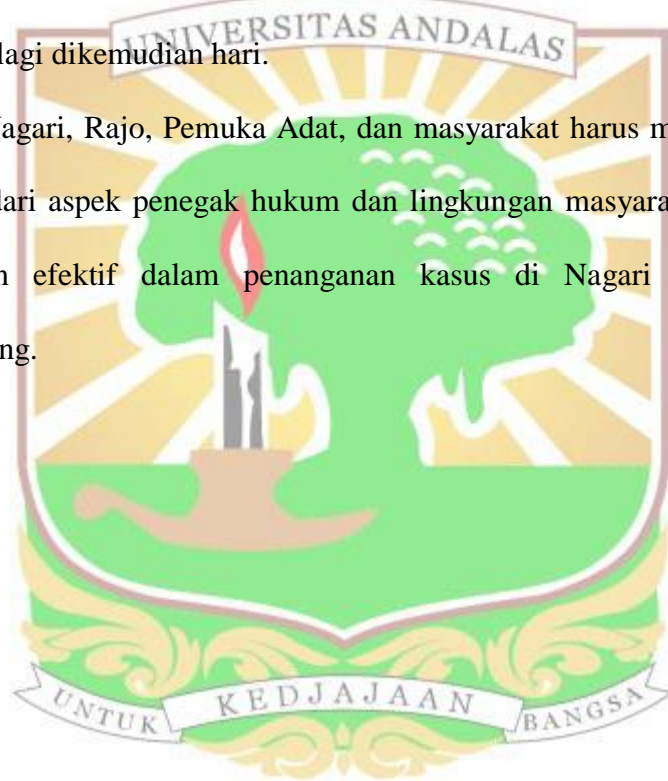 UNIVERSITAS ANDALAS
lagi dikemudian hari.
Nagari, Rajo, Pemuka Adat, dan masyarakat harus m
dari aspek penegak hukum dan lingkungan masyara
efektif dalam penanganan kasus di Nagari
ng.
UNTUK KEDJAJAAN BANGSA